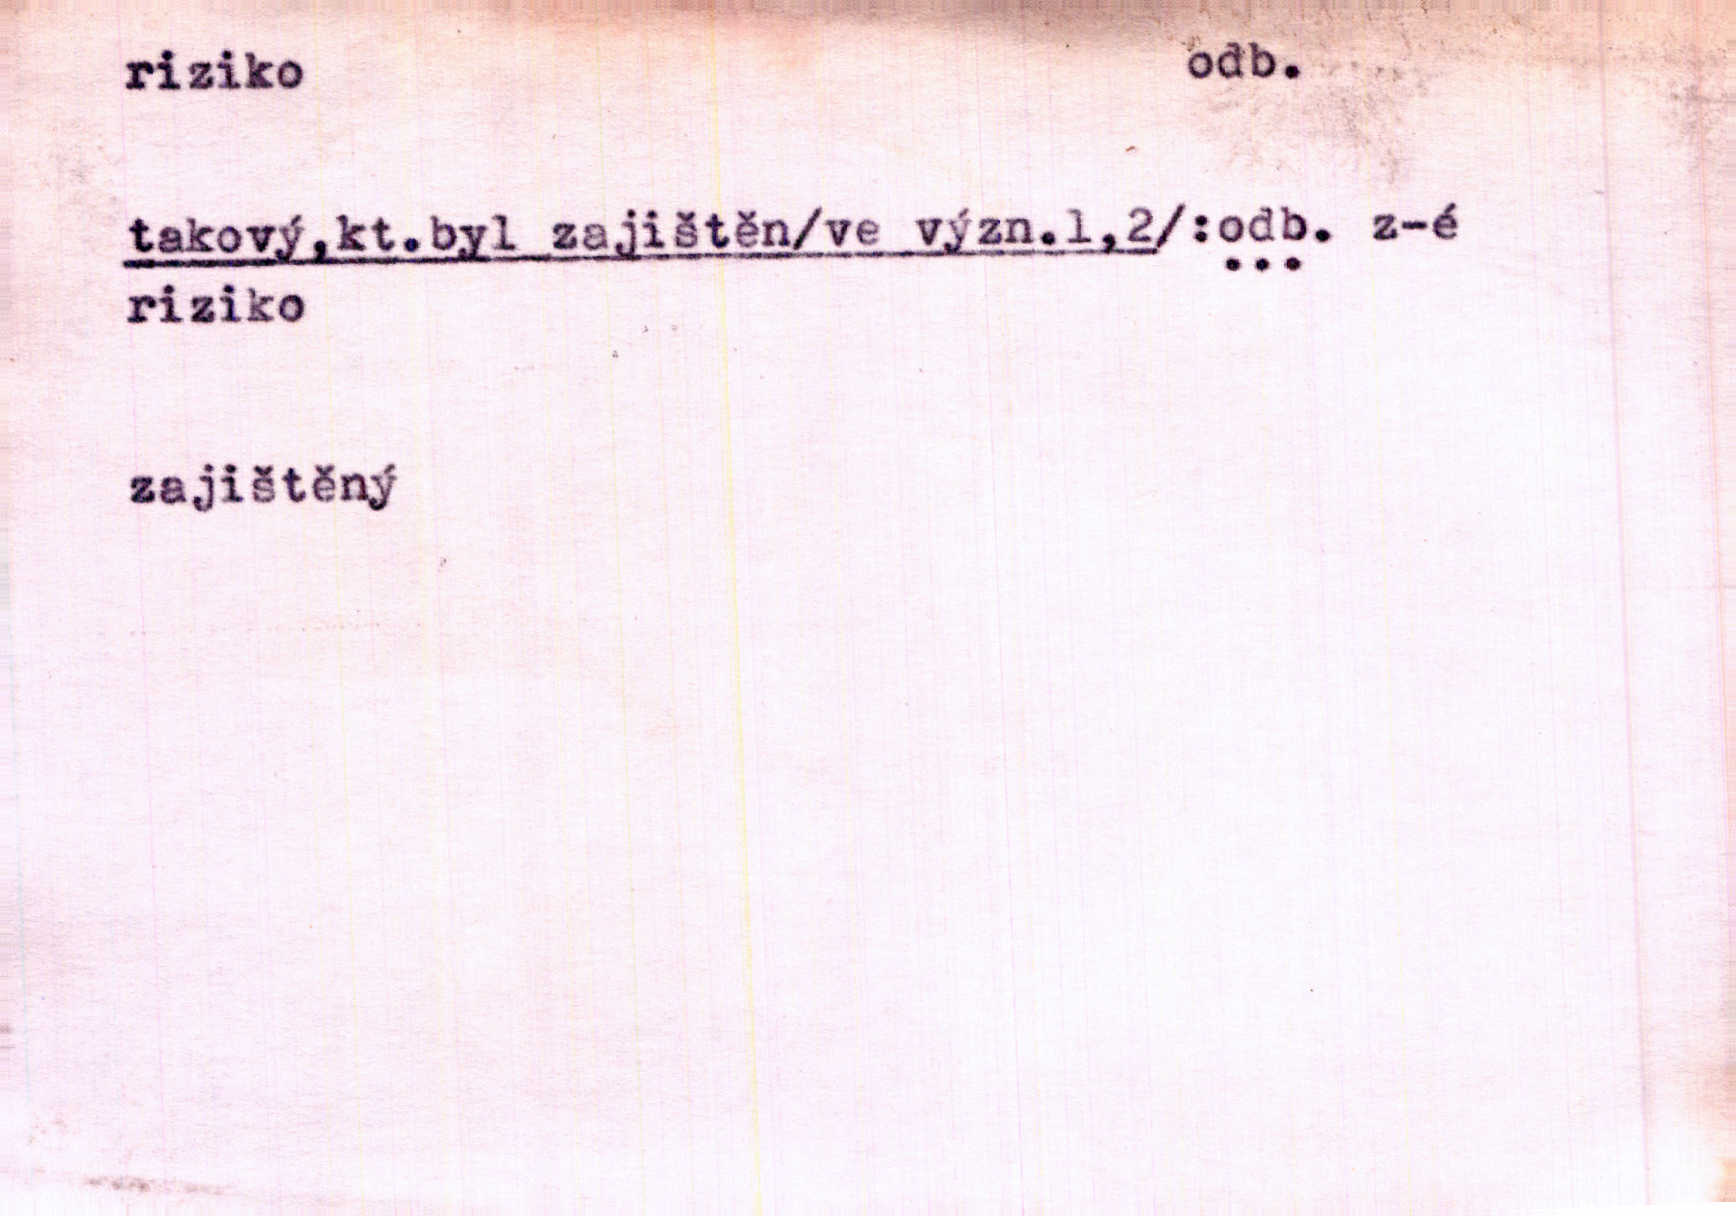 riziko odb.
takový,kt.byl zajištěn/ve význ.1,2/:odb. z-é
riziko
zajištěný